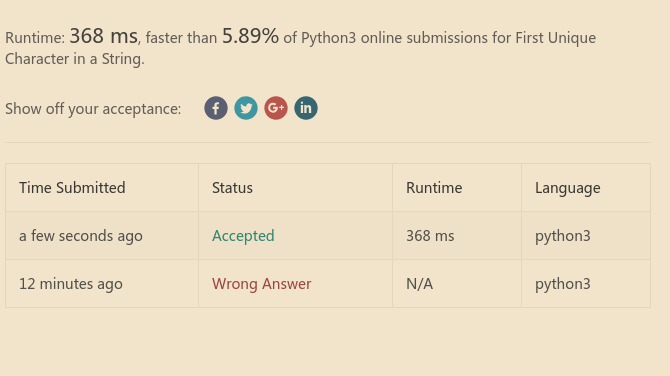 Runtime: 368 ms, faster than 5.89% of Python3 online submissions for First Unique
Character in a String.
Show off your acceptance: f G+ in
Time Submitted Status Runtime Language
a few seconds ago Accepted 368 ms python3
12 minutes ago Wrong Answer N/A python3